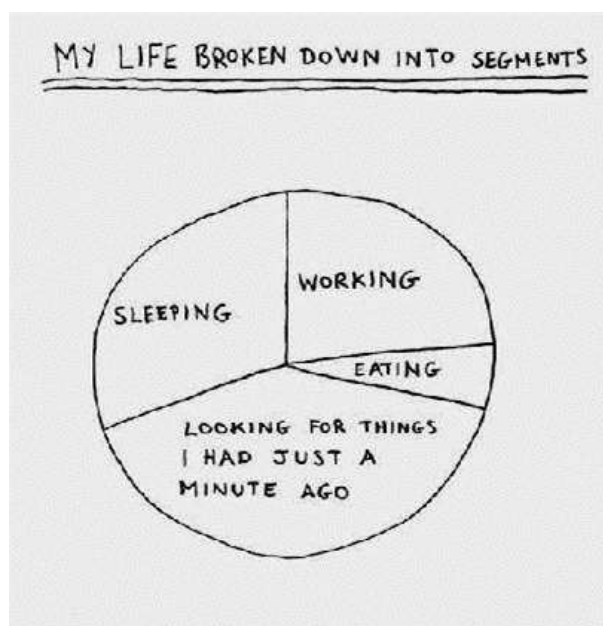 MY LIFE BROKEN DOWN INTO SEGMENTS
SLEEPING
WORKING
EATING
LOOKING FOR THINGS
I HAD JUST A
MINUTE AGO